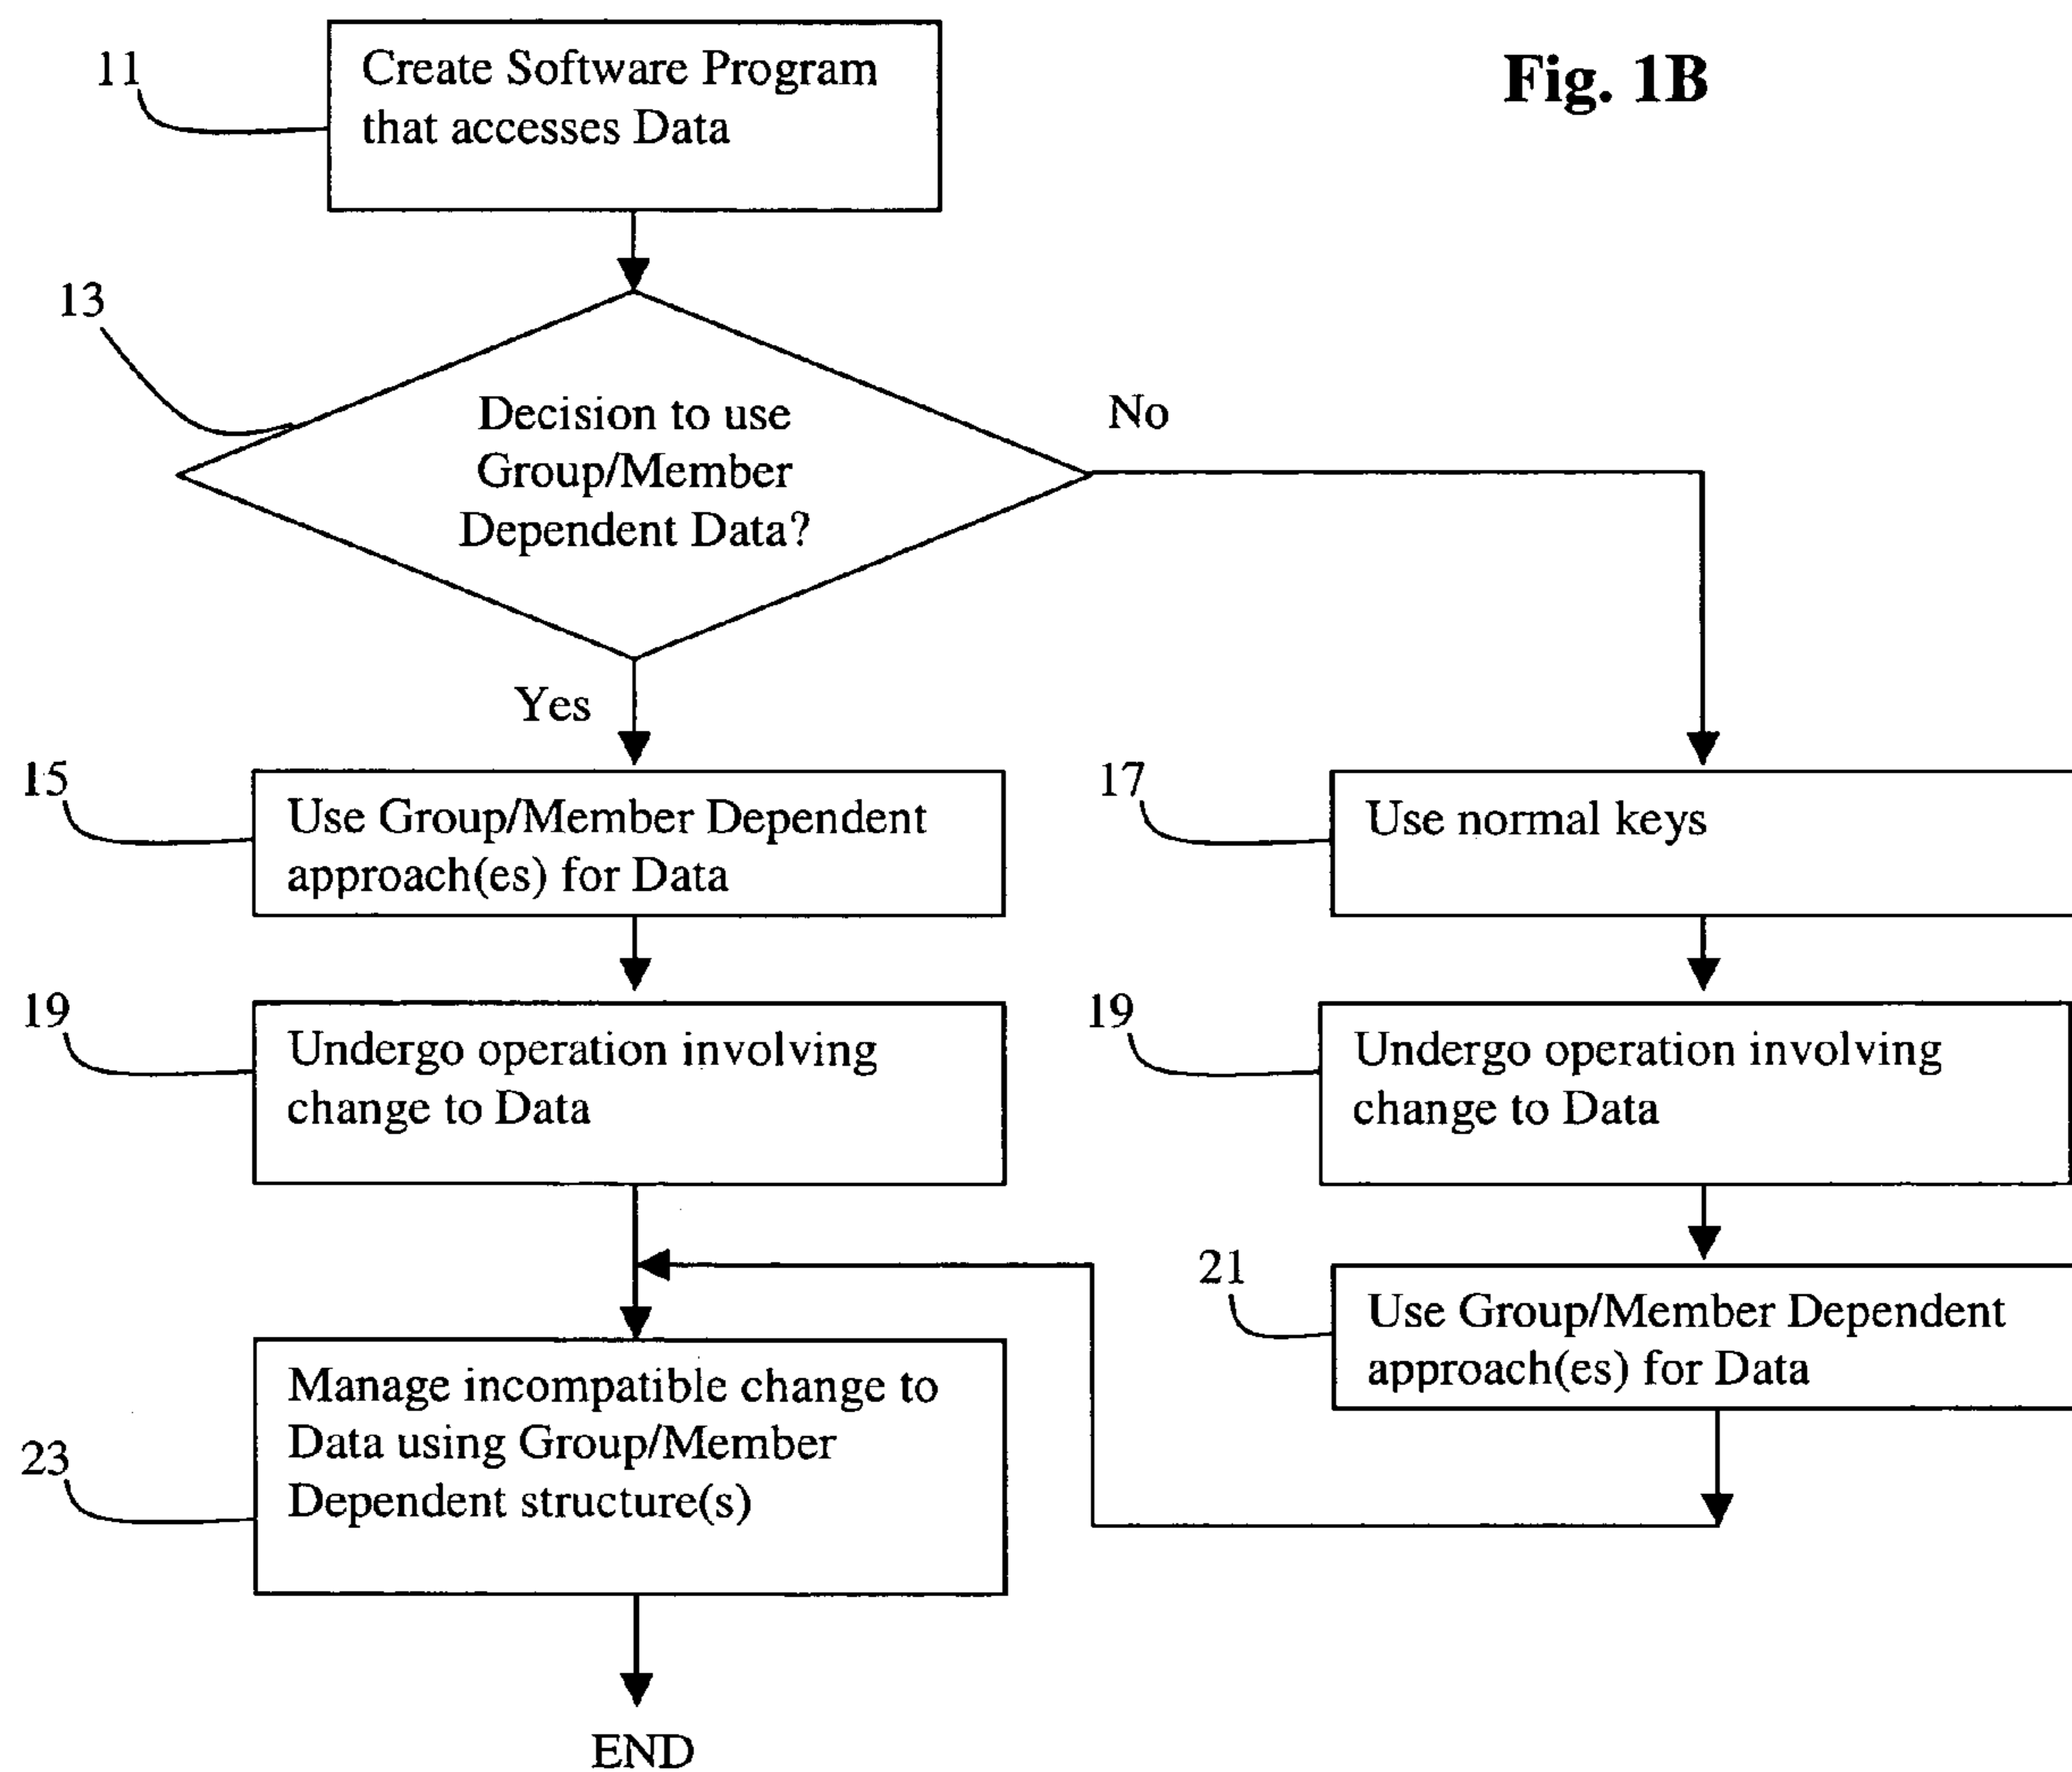 Fig. 1B
11
Create Software Program
that accesses Data
13
Decision to use
Group/Member
Dependent Data?
No
Yes
15
Use Group/Member Dependent
approach(es) for Data
17
Use normal keys
19
Undergo operation involving
change to Data
19
Undergo operation involving
change to Data
21
Use Group/Member Dependent
approach(es) for Data
23
Manage incompatible change to
Data using Group/Member
Dependent structure(s)
END